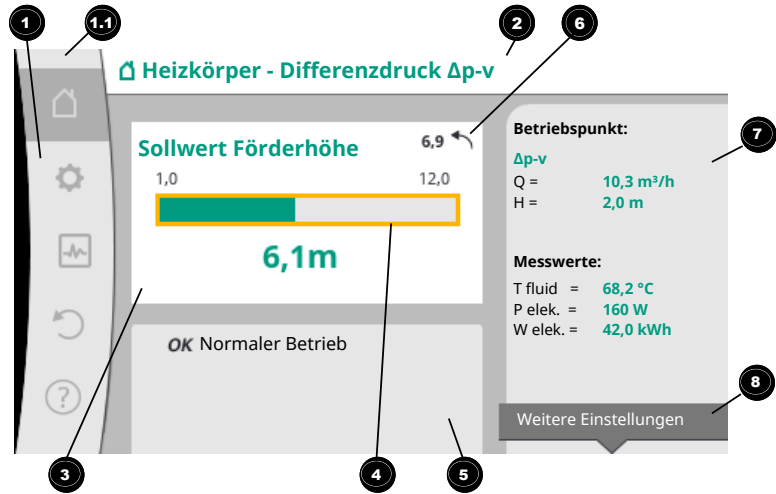 1 1.1 2 6
Heizkörper - Differenzdruck Δp-v
Sollwert Förderhöhe
6,9
1,0 12,0
6,1m
OK Normaler Betrieb
Betriebspunkt:
7
Δp-v
Q = 10,3 m³/h
H = 2,0 m
Messwerte:
T fluid = 68,2 °C
P elek. = 160 W
W elek. = 42,0 kWh
8
Weitere Einstellungen
?
3 4 5